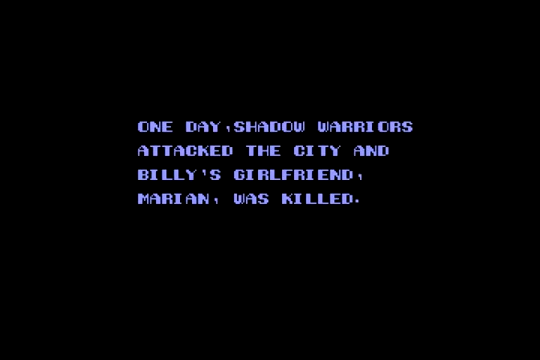 ONE DAY,SHADOW WARRIORS
ATTACKED THE CITY AND
BILLY'S GIRLFRIEND,
MARIAN, WAS KILLED.